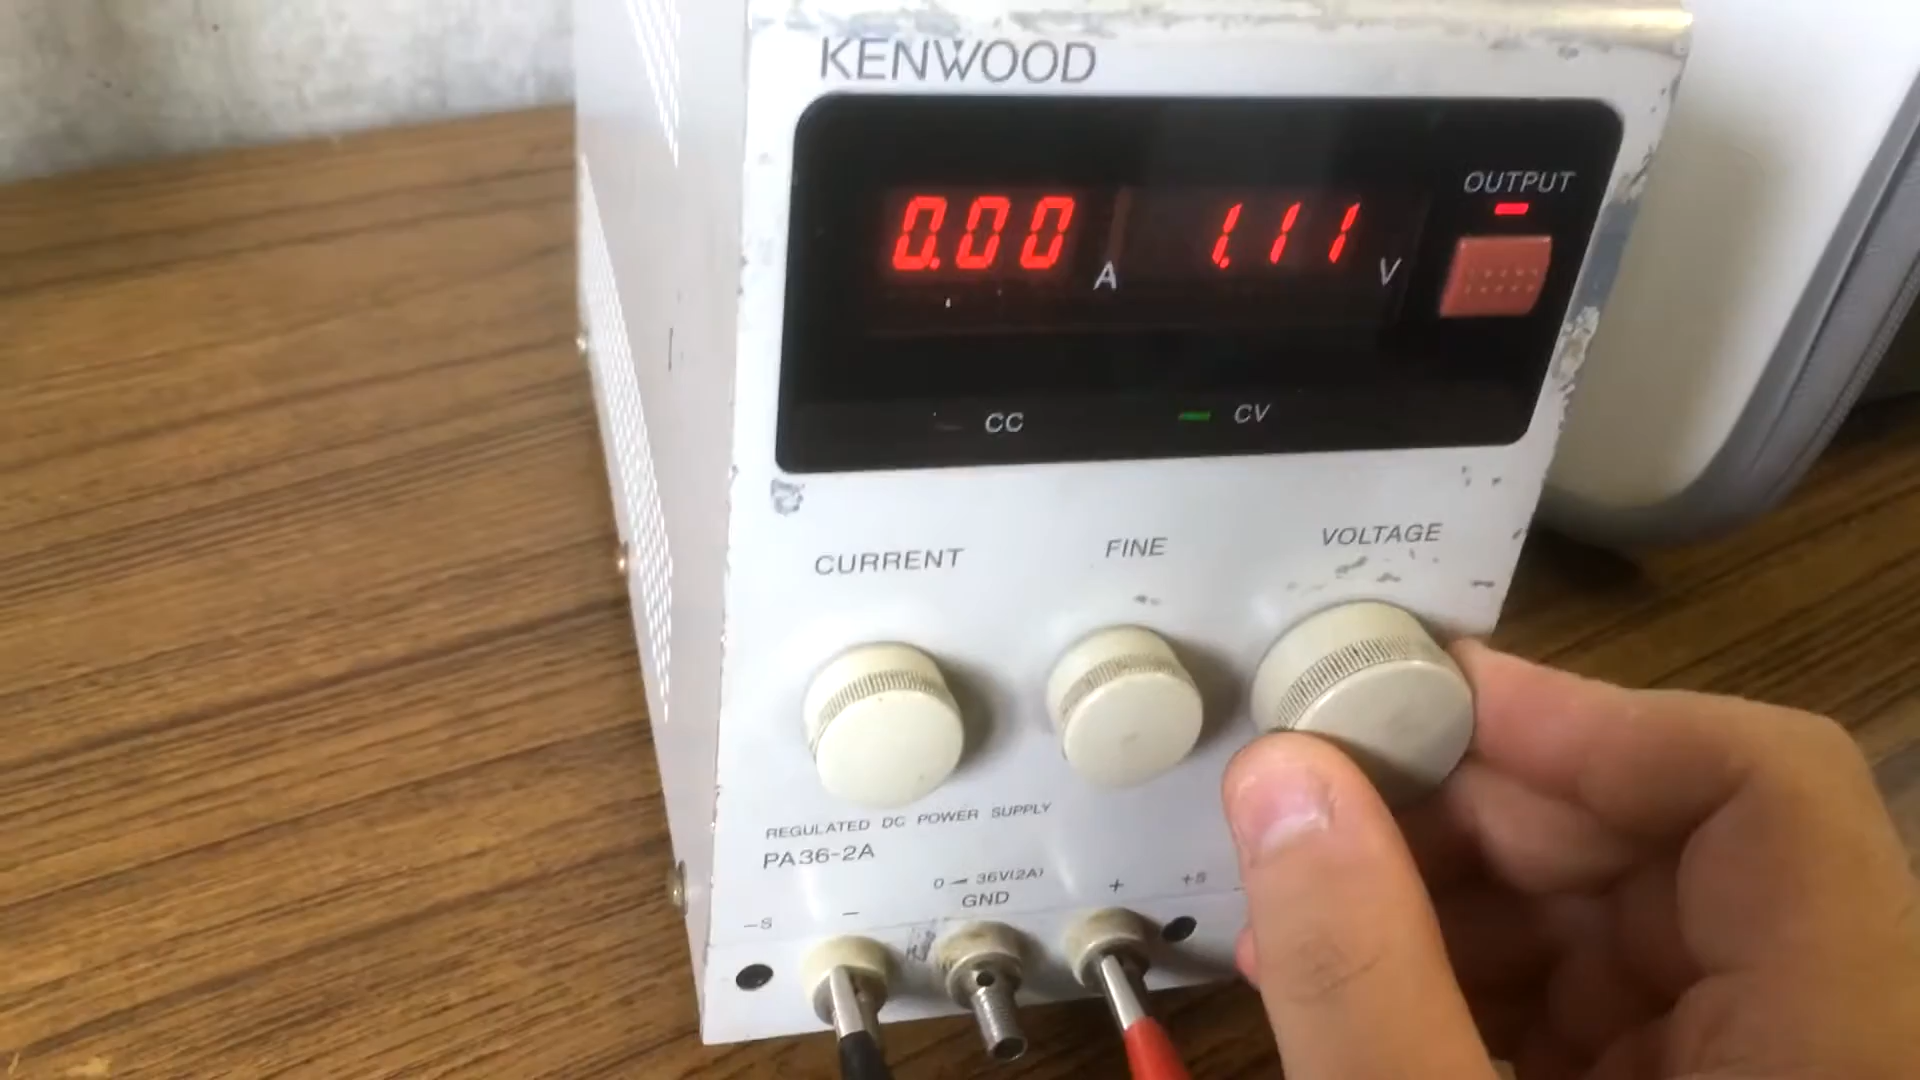 KENWOOD
OUTPUT
0.00 A 1.11 V
CC CV
CURRENT FINE VOLTAGE
REGULATED DC POWER SUPPLY
PA36-2A
0 — 36V(2A)
-S − GND + +S